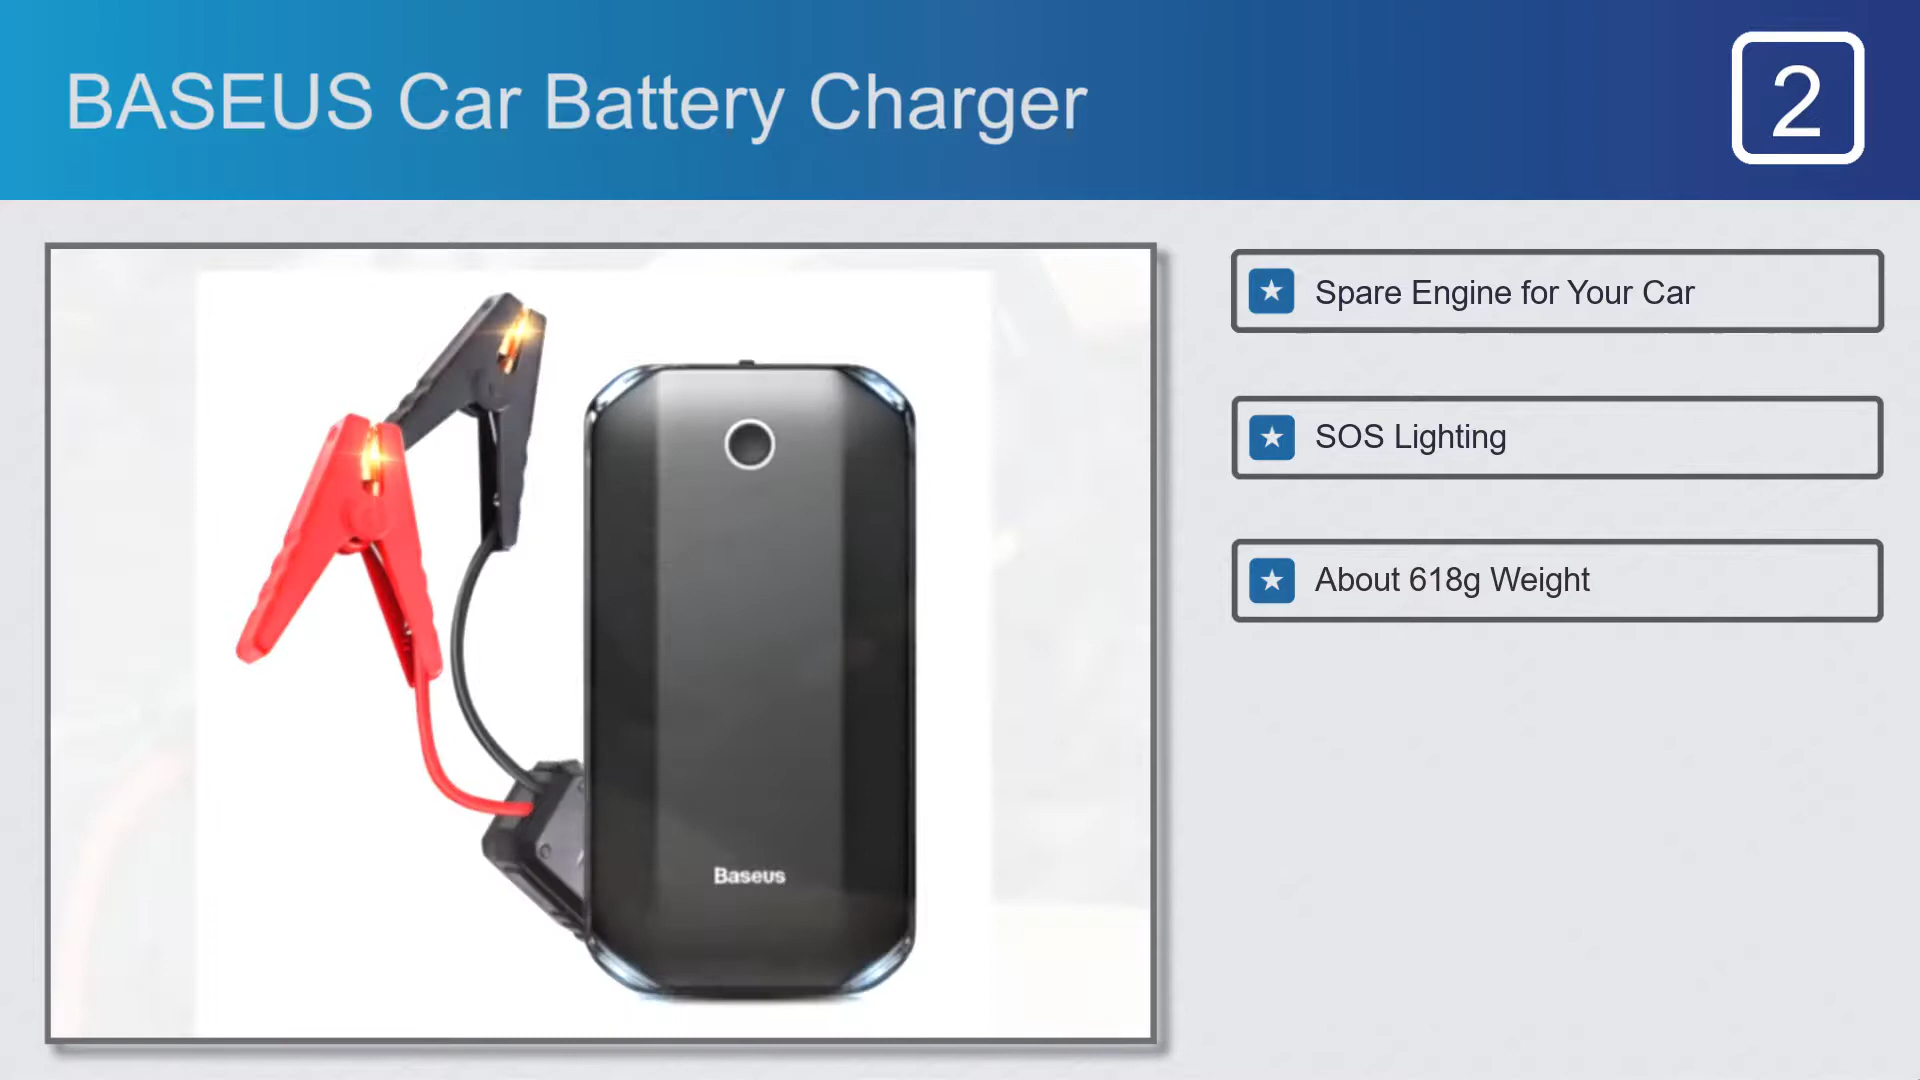 BASEUS Car Battery Charger
2
Spare Engine for Your Car
SOS Lighting
About 618g Weight
Baseus